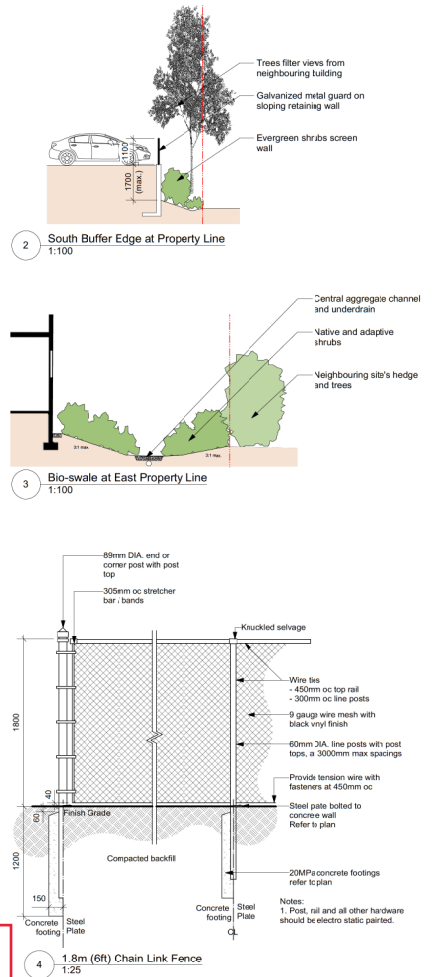 Trees filter views from
neighbouring building
Galvanized metal guard on
sloping retaining wall
Evergreen shrubs screen
wall
1100
1700
(max.)
2
South Buffer Edge at Property Line
1:100
Central aggregate channel
and underdrain
Native and adaptive
shrubs
Neighbouring site's hedge
and trees
3:1 max.
3:1 max.
3
Bio-swale at East Property Line
1:100
89mm DIA. end or
corner post with post
top
305mm oc stretcher
bar bands
Knuckled selvage
Wire ties
- 450mm oc top rail
- 300mm oc line posts
9 gauge wire mesh with
black vinyl finish
60mm DIA. line posts with post
tops, a 3000mm max spacings
Provide tension wire with
fasteners at 450mm oc
Steel pate bolted to
concree wall
Refer to plan
1800
40
60
Finish Grade
1200
Compacted backfill
150
20MPa concrete footings
refer to plan
Concrete
footing
Steel
Plate
Concrete
footing
Steel
Plate
CL
Notes:
1. Post, rail and all other hardware
should be electro static painted.
4
1.8m (6ft) Chain Link Fence
1:25